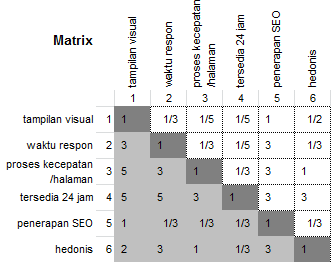 Matrix
tampilan visual
waktu respon
proses kecepatan
/halaman
tersedia 24 jam
penerapan SEO
hedonis
1 2 3 4 5 6
tampilan visual 1 1 1/3 1/5 1/5 1 1/2
waktu respon 2 3 1 1/3 1/5 3 1/3
proses kecepatan
/halaman 3 5 3 1 1/3 3 1
tersedia 24 jam 4 5 5 3 1 3 3
penerapan SEO 5 1 1/3 1/3 1/3 1 1/3
hedonis 6 2 3 1 1/3 3 1